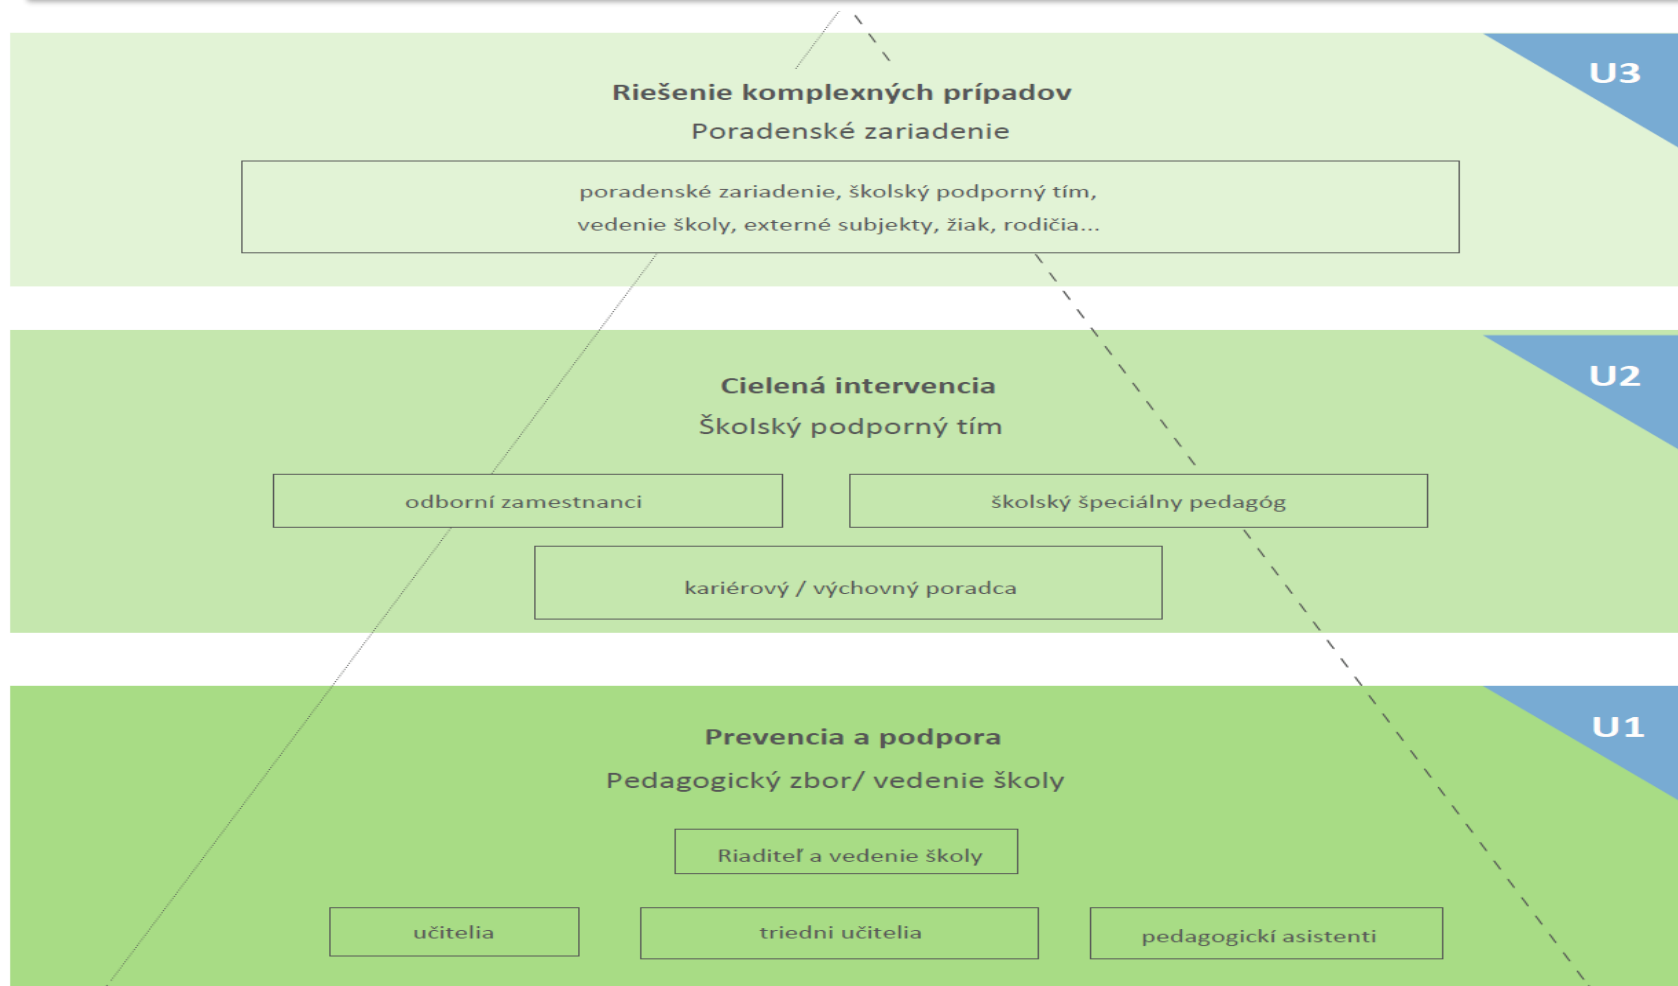 U3
Riešenie komplexných prípadov
Poradenské zariadenie
poradenské zariadenie, školský podporný tím,
vedenie školy, externé subjekty, žiak, rodičia...
U2
Cielená intervencia
Školský podporný tím
odborní zamestnanci
školský špeciálny pedagóg
kariérový / výchovný poradca
U1
Prevencia a podpora
Pedagogický zbor/ vedenie školy
Riaditeľ a vedenie školy
učitelia
triedni učitelia
pedagogickí asistenti